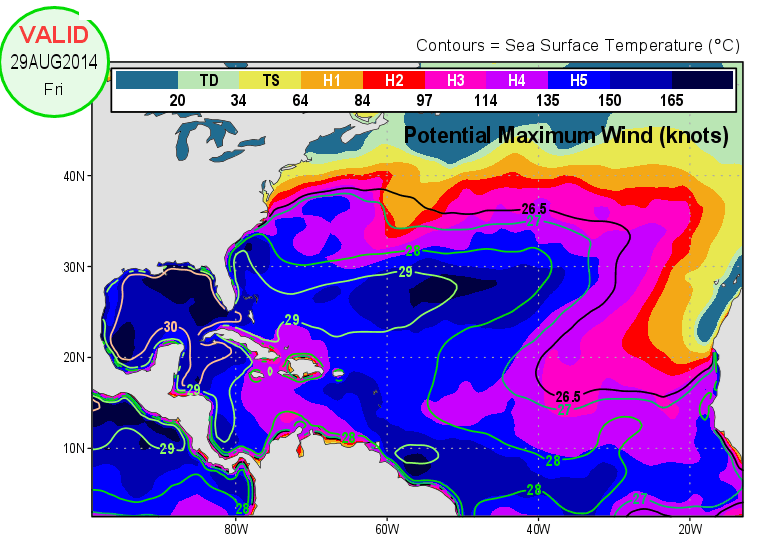 VALID
29AUG2014
Fri
Contours = Sea Surface Temperature (°C)
TD TS H1 H2 H3 H4 H5
20 34 64 84 97 114 135 150 165
Potential Maximum Wind (knots)
40N
26.5
27
28
30N
29
30
29
20N
0
29
26.5
27
28
10N
29
28
28
27
28
80W 60W 40W 20W